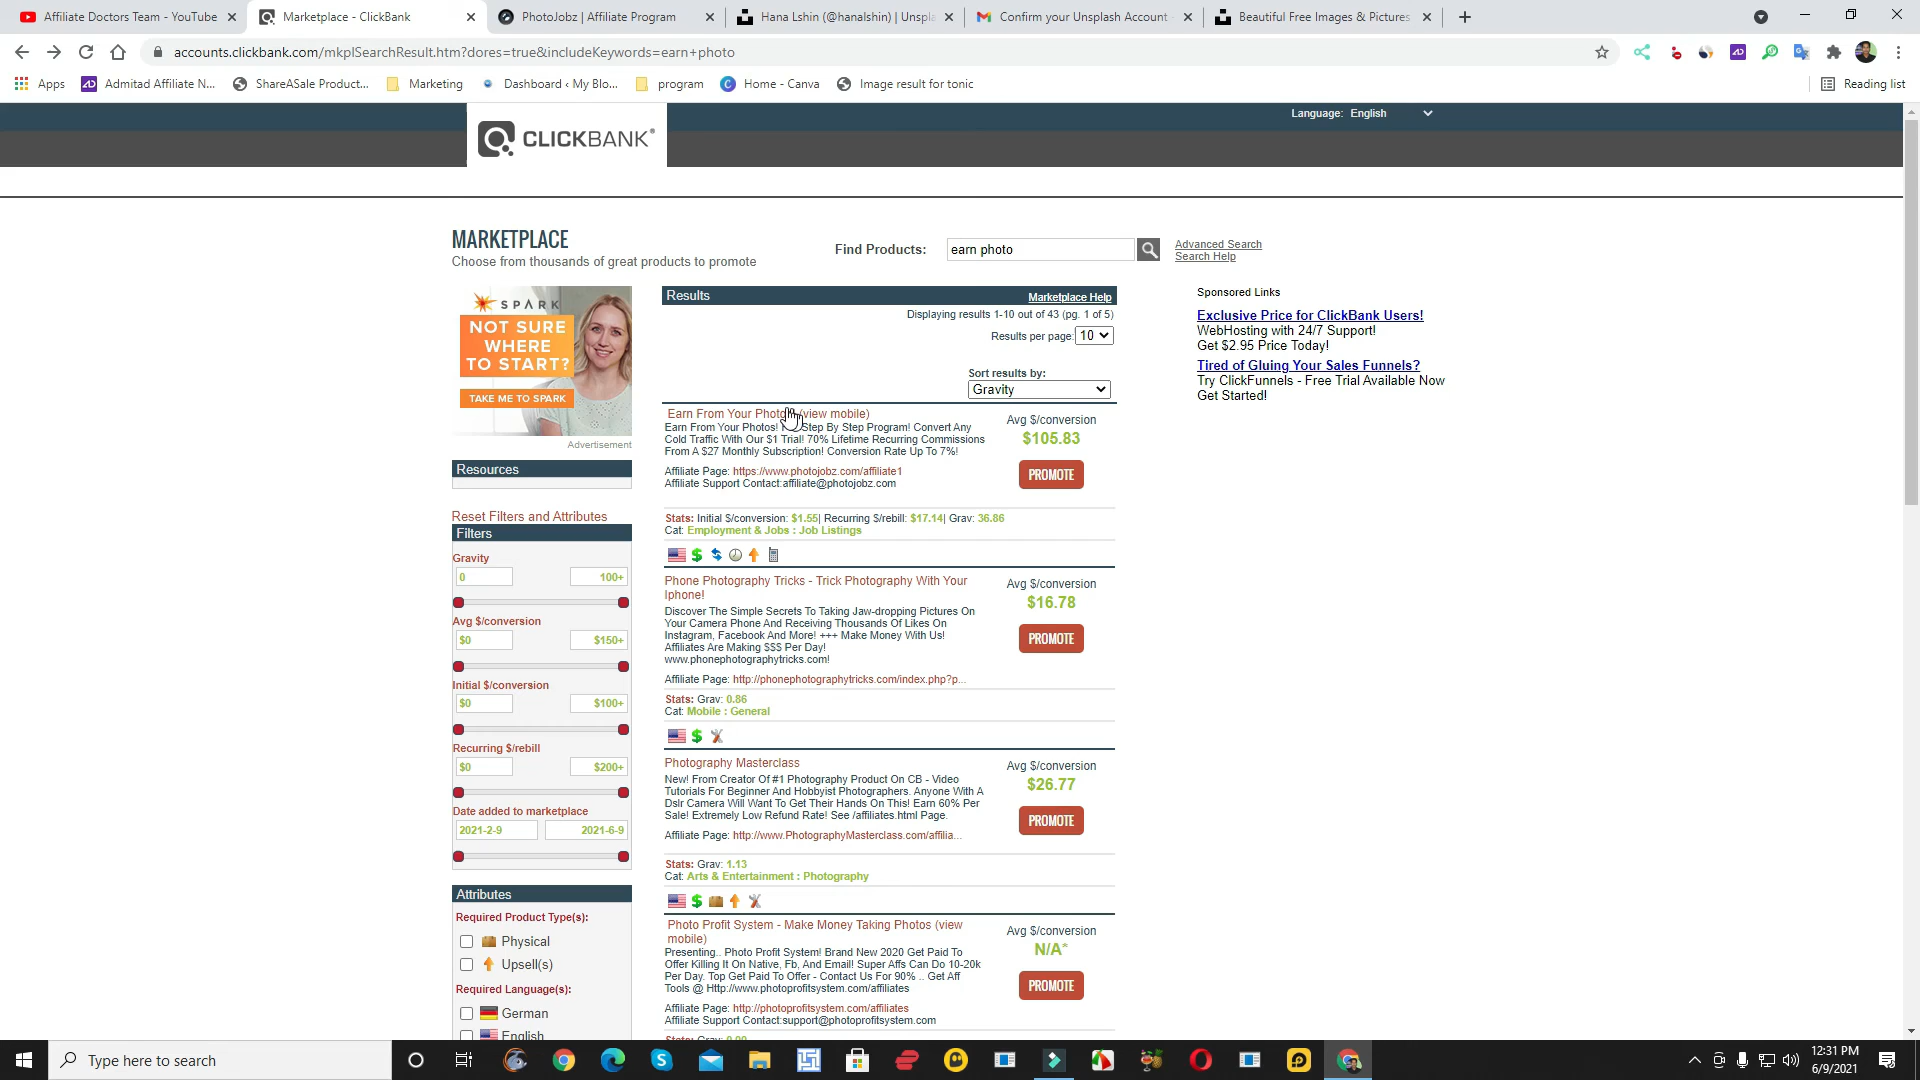 Affiliate Doctors Team - YouTube
Marketplace - ClickBank
PhotoJobz | Affiliate Program
Hana Lshin (@hanalshin) | Unspla
Confirm your Unsplash Account
Beautiful Free Images & Pictures
accounts.clickbank.com/mkplSearchResult.htm?dores=true&includeKeywords=earn+photo
Apps
Admitad Affiliate N...
ShareASale Product...
Marketing
Dashboard ‹ My Blo...
program
Home - Canva
Image result for tonic
Reading list
Language: English
CLICKBANK
MARKETPLACE
Choose from thousands of great products to promote
Find Products:
earn photo
Advanced Search
Search Help
SPARK
NOT SURE
WHERE
TO START?
TAKE ME TO SPARK
Advertisement
Resources
Reset Filters and Attributes
Filters
Gravity
0
100+
Avg $/conversion
$0
$150+
Initial $/conversion
$0
$100+
Recurring $/rebill
$0
$200+
Date added to marketplace
2021-2-9
2021-6-9
Attributes
Required Product Type(s):
Physical
Upsell(s)
Required Language(s):
German
English
Results
Marketplace Help
Displaying results 1-10 out of 43 (pg. 1 of 5)
Results per page: 10
Sort results by:
Gravity
Earn From Your Photos (view mobile)
Earn From Your Photos! Step By Step Program! Convert Any
Cold Traffic With Our $1 Trial! 70% Lifetime Recurring Commissions
From A $27 Monthly Subscription! Conversion Rate Up To 7%!
Affiliate Page: https://www.photojobz.com/affiliate1
Affiliate Support Contact:affiliate@photojobz.com
Avg $/conversion
$105.83
PROMOTE
Stats: Initial $/conversion: $1.55| Recurring $/rebill: $17.14| Grav: 36.86
Cat: Employment & Jobs : Job Listings
Phone Photography Tricks - Trick Photography With Your
Iphone!
Discover The Simple Secrets To Taking Jaw-dropping Pictures On
Your Camera Phone And Receiving Thousands Of Likes On
Instagram, Facebook And More! +++ Make Money With Us!
Affiliates Are Making $$$ Per Day!
www.phonephotographytricks.com!
Affiliate Page: http://phonephotographytricks.com/index.php?p...
Avg $/conversion
$16.78
PROMOTE
Stats: Grav: 0.86
Cat: Mobile : General
Photography Masterclass
New! From Creator Of #1 Photography Product On CB - Video
Tutorials For Beginner And Hobbyist Photographers. Anyone With A
Dslr Camera Will Want To Get Their Hands On This! Earn 60% Per
Sale! Extremely Low Refund Rate! See /affiliates.html Page.
Affiliate Page: http://www.PhotographyMasterclass.com/affilia...
Avg $/conversion
$26.77
PROMOTE
Stats: Grav: 1.13
Cat: Arts & Entertainment : Photography
Photo Profit System - Make Money Taking Photos (view
mobile)
Presenting.. Photo Profit System! Brand New 2020 Get Paid To
Offer Killing It On Native, Fb, And Email! Super Affs Can Do 10-20k
Per Day. Top Get Paid To Offer - Contact Us For 90% .. Get Aff
Tools @ Http://www.photoprofitsystem.com/affiliates
Affiliate Page: http://photoprofitsystem.com/affiliates
Affiliate Support Contact:support@photoprofitsystem.com
Avg $/conversion
N/A*
PROMOTE
Sponsored Links
Exclusive Price for ClickBank Users!
WebHosting with 24/7 Support!
Get $2.95 Price Today!
Tired of Gluing Your Sales Funnels?
Try ClickFunnels - Free Trial Available Now
Get Started!
Type here to search
12:31 PM
6/9/2021